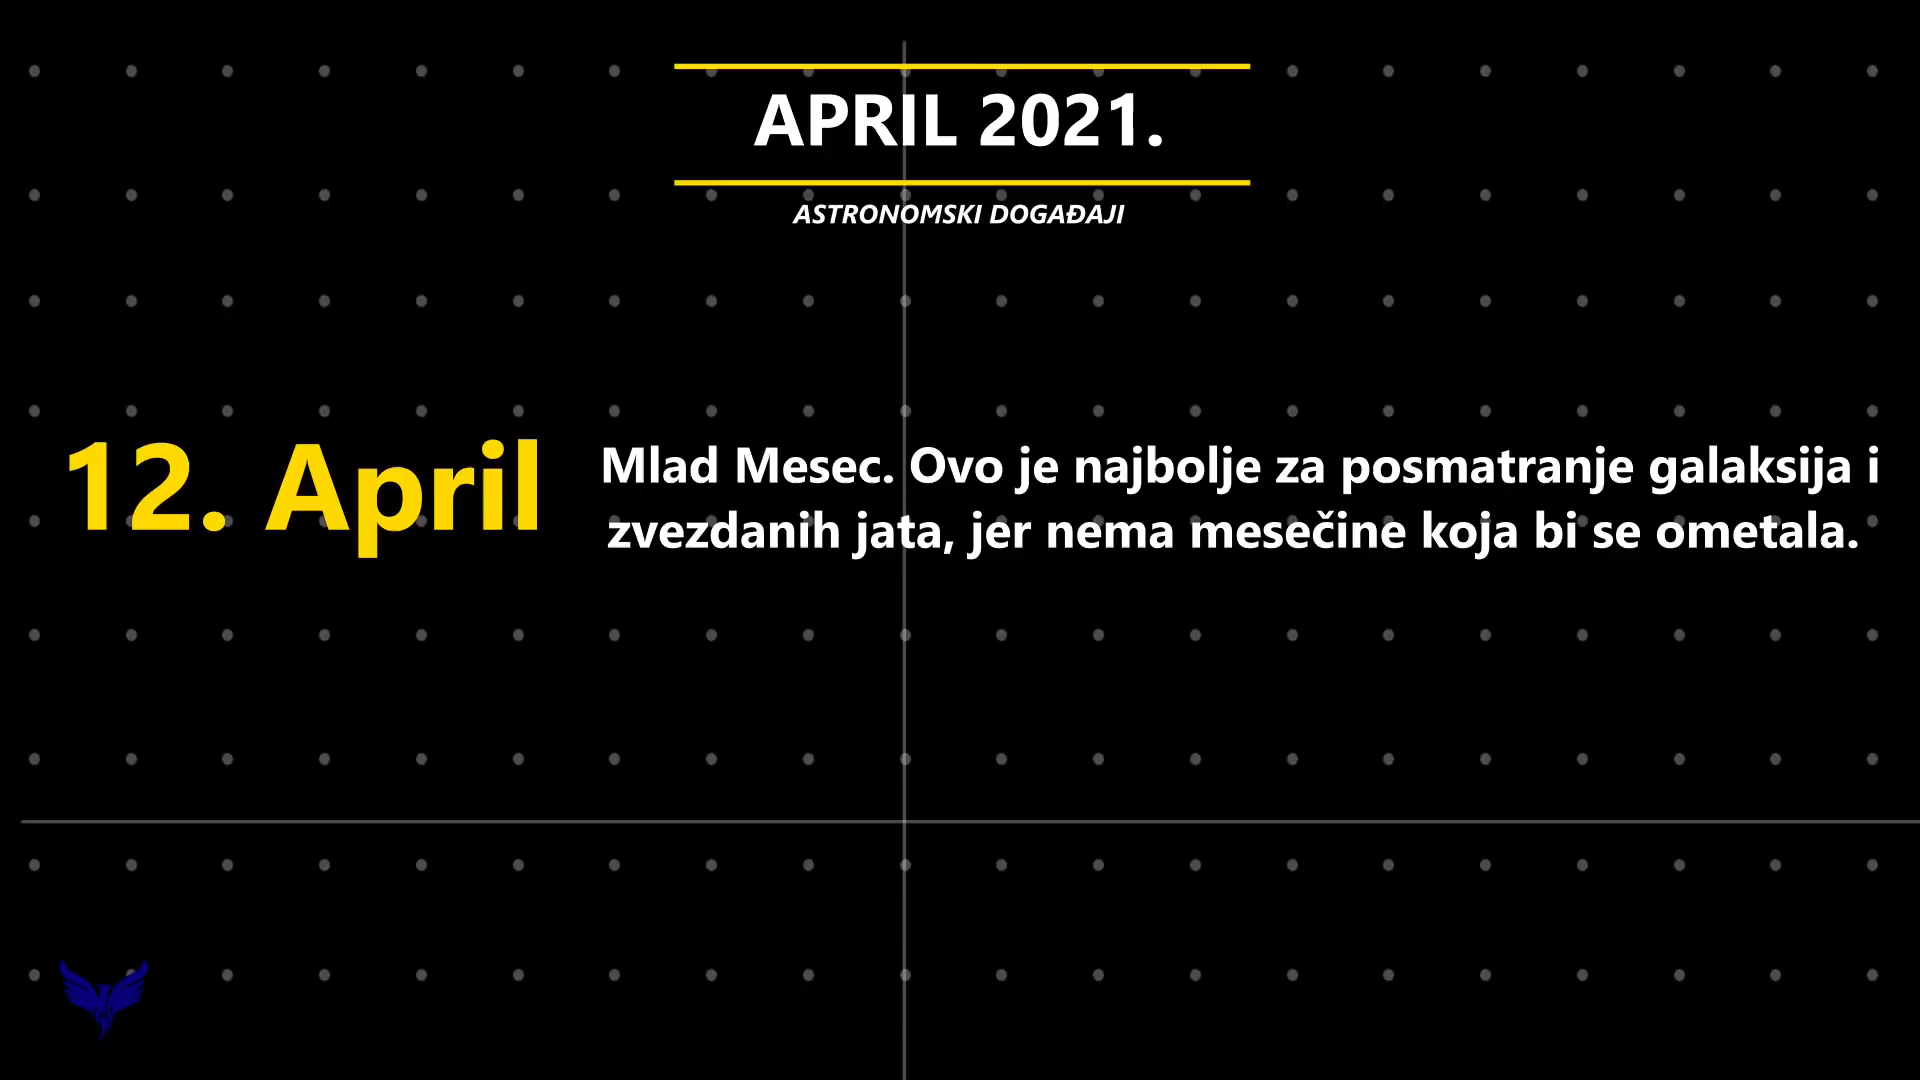 APRIL 2021.
ASTRONOMSKI DOGAĐAJI
12. April
Mlad Mesec. Ovo je najbolje za posmatranje galaksija i
zvezdanih jata, jer nema mesečine koja bi se ometala.